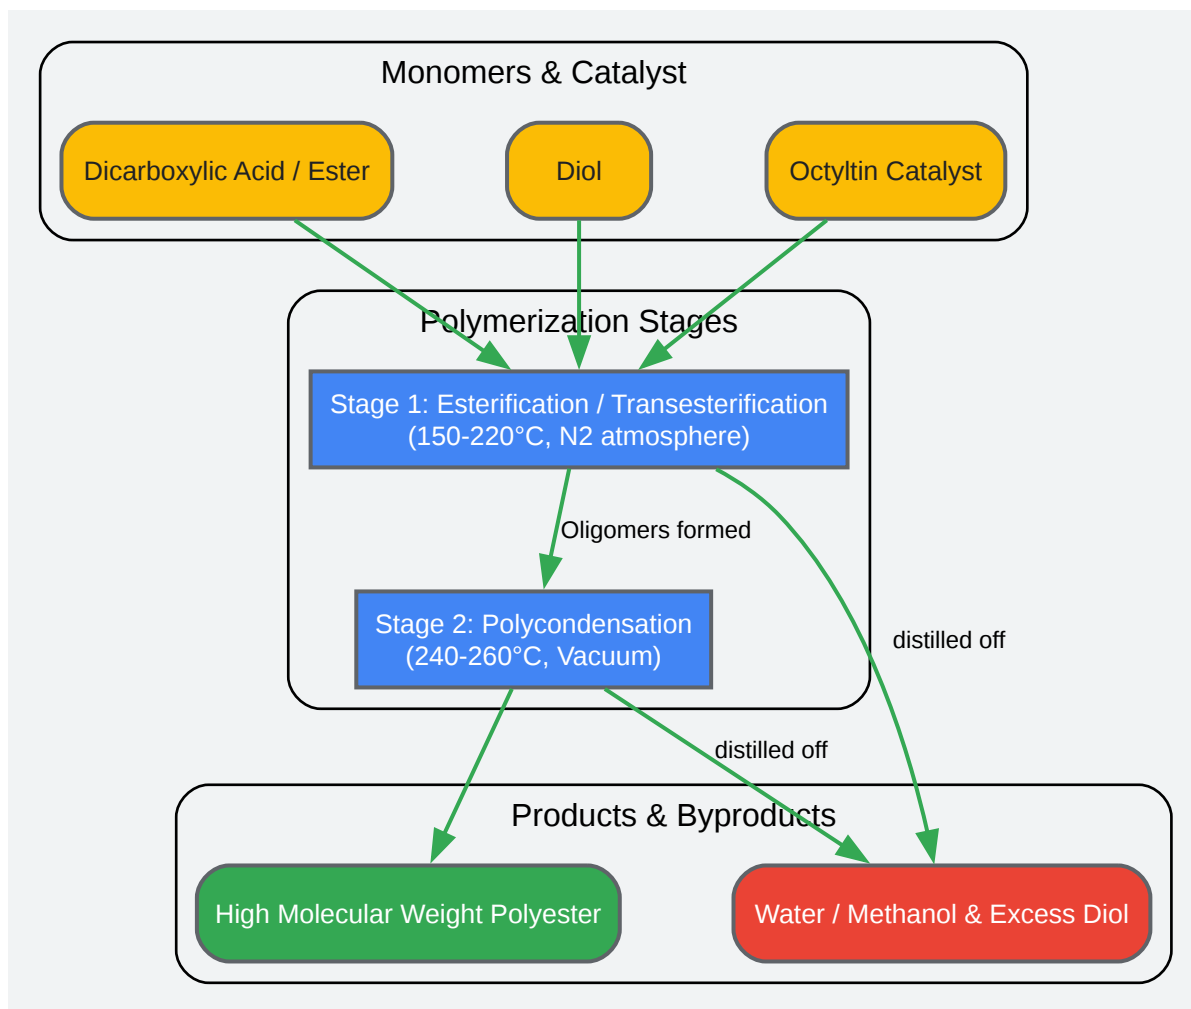 Monomers & Catalyst
Dicarboxylic Acid / Ester
Diol
Octyltin Catalyst
Polymerization Stages
Stage 1: Esterification / Transesterification
(150-220°C, N2 atmosphere)
Oligomers formed
Stage 2: Polycondensation
(240-260°C, Vacuum)
distilled off
distilled off
Products & Byproducts
High Molecular Weight Polyester
Water / Methanol & Excess Diol